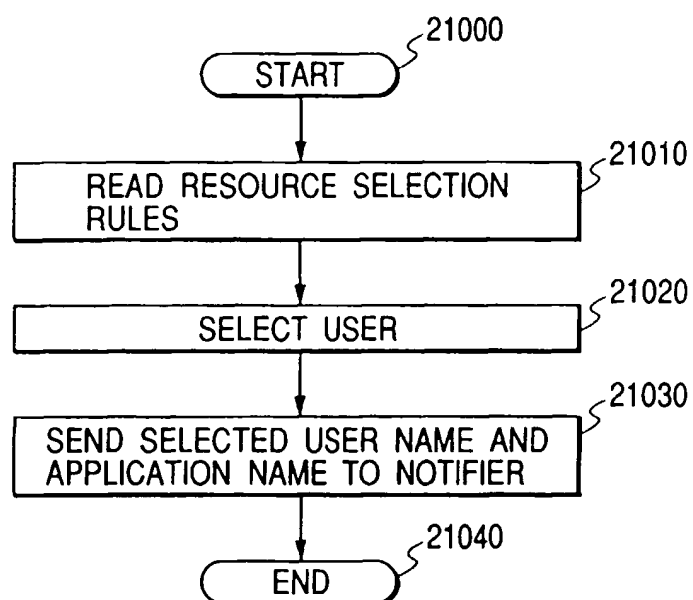 21000
START
21010
READ RESOURCE SELECTION
RULES
21020
SELECT USER
21030
SEND SELECTED USER NAME AND
APPLICATION NAME TO NOTIFIER
21040
END